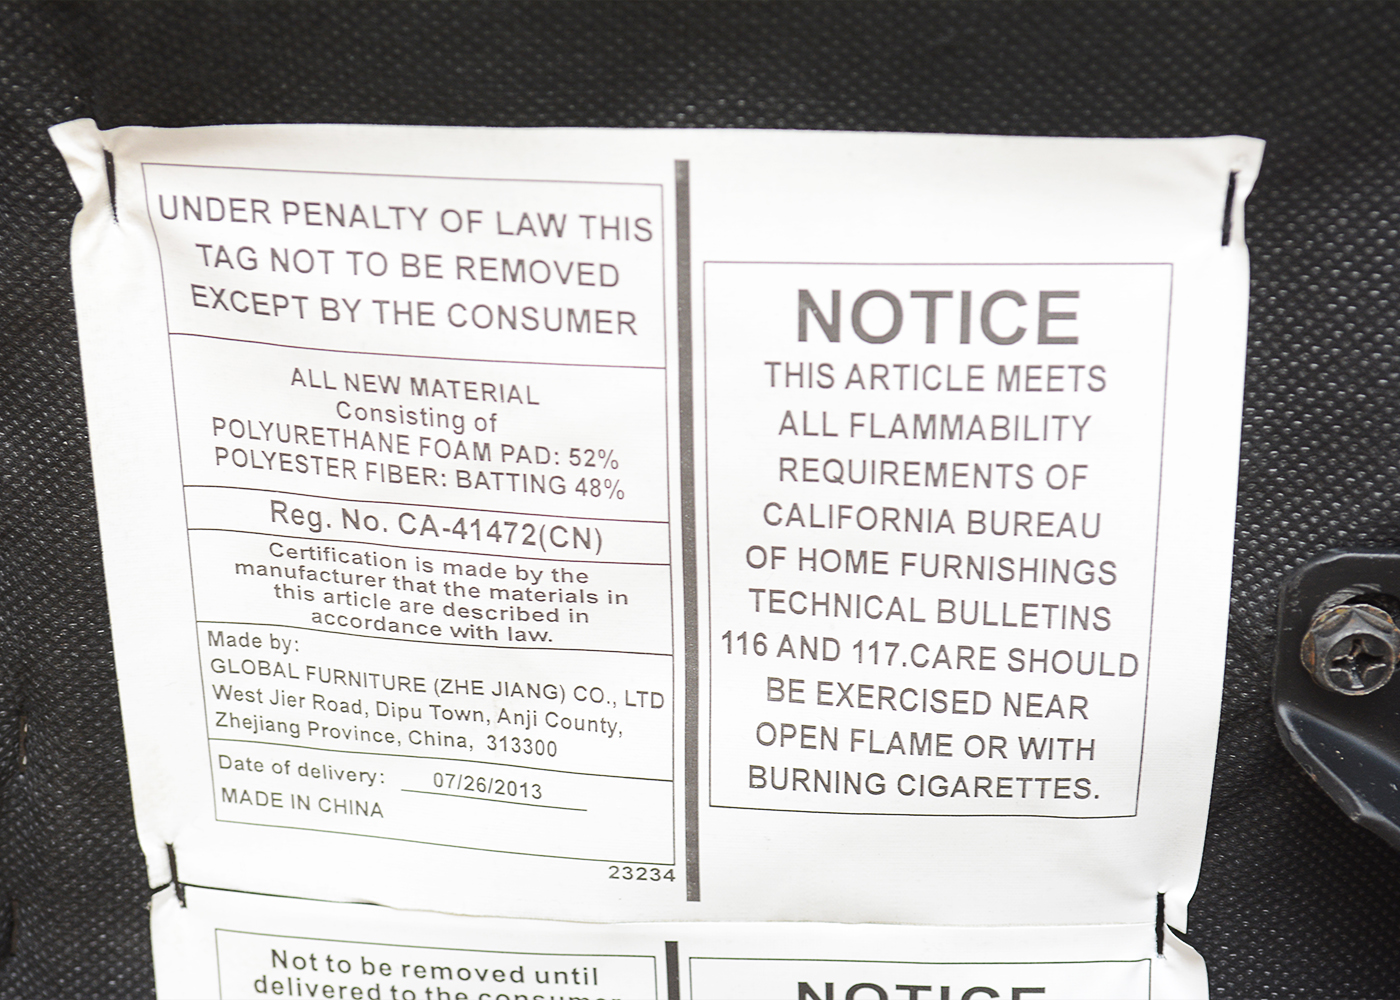 UNDER PENALTY OF LAW THIS
TAG NOT TO BE REMOVED
EXCEPT BY THE CONSUMER
ALL NEW MATERIAL
Consisting of
POLYURETHANE FOAM PAD: 52%
POLYESTER FIBER: BATTING 48%
Reg. No. CA-41472(CN)
Certification is made by the
manufacturer that the materials in
this article are described in
accordance with law.
Made by:
GLOBAL FURNITURE (ZHE JIANG) CO., LTD
West Jier Road, Dipu Town, Anji County,
Zhejiang Province, China, 313300
Date of delivery: 07/26/2013
MADE IN CHINA
23234
NOTICE
THIS ARTICLE MEETS
ALL FLAMMABILITY
REQUIREMENTS OF
CALIFORNIA BUREAU
OF HOME FURNISHINGS
TECHNICAL BULLETINS
116 AND 117.CARE SHOULD
BE EXERCISED NEAR
OPEN FLAME OR WITH
BURNING CIGARETTES.
Not to be removed until
delivered to the consumer
NOTICE